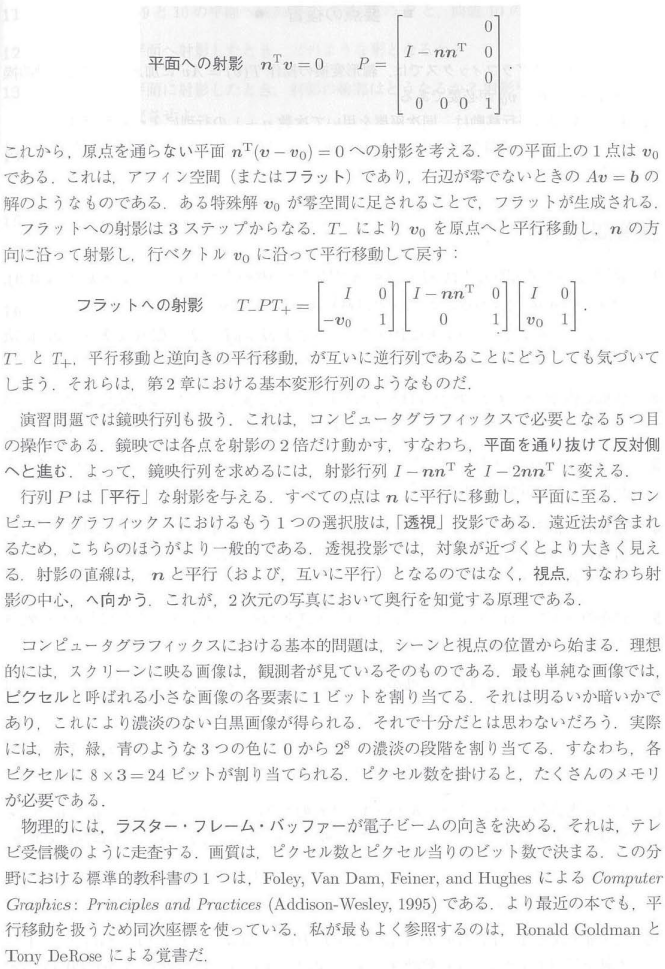 平面への射影 nᵀv = 0 P = [ I − nnᵀ 0 0 0 ; 0 0 0 1 ].
これから,原点を通らない平面 nᵀ(v − v₀) = 0 への射影を考える.その平面上の 1 点は v₀
である.これは,アフィン空間(またはフラット)であり,右辺が零でないときの Av = b の
解のようなものである.ある特殊解 v₀ が零空間に足されることで,フラットが生成される.
フラットへの射影は 3 ステップからなる.T₋ により v₀ を原点へと平行移動し,n の方
向に沿って射影し,行ベクトル v₀ に沿って平行移動して戻す:
フラットへの射影 T₋PT₊ = [ I 0 ; −v₀ 1 ] [ I − nnᵀ 0 ; 0 1 ] [ I 0 ; v₀ 1 ].
T₋ と T₊,平行移動と逆向きの平行移動,が互いに逆行列であることにどうしても気づいて
しまう.それらは,第 2 章における基本変形行列のようなものだ.
演習問題では鏡映行列も扱う.これは,コンピュータグラフィックスで必要となる 5 つ目
の操作である.鏡映では各点を射影の 2 倍だけ動かす,すなわち,平面を通り抜けて反対側
へと進む.よって,鏡映行列を求めるには,射影行列 I − nnᵀ を I − 2nnᵀ に変える.
行列 P は「平行」な射影を与える.すべての点は n に平行に移動し,平面に至る.コン
ピュータグラフィックスにおけるもう 1 つの選択肢は,「透視」投影である.遠近法が含まれ
るため,こちらのほうがより一般的である.透視投影では,対象が近づくとより大きく見え
る.射影の直線は,n と平行(および,互いに平行)となるのではなく,視点,すなわち射
影の中心,へ向かう.これが,2 次元の写真において奥行を知覚する原理である.
コンピュータグラフィックスにおける基本的問題は,シーンと視点の位置から始まる.理想
的には,スクリーンに映る画像は,観測者が見ているそのものである.最も単純な画像では,
ピクセルと呼ばれる小さな画像の各要素に 1 ビットを割り当てる.それは明るいか暗いかで
あり,これにより濃淡のない白黒画像が得られる.それで十分だとは思わないだろう.実際
には,赤,緑,青のような 3 つの色に 0 から 2⁸ の濃淡の段階を割り当てる.すなわち,各
ピクセルに 8 × 3 = 24 ビットが割り当てられる.ピクセル数を掛けると,たくさんのメモリ
が必要である.
物理的には,ラスター・フレーム・バッファーが電子ビームの向きを決める.それは,テレ
ビ受信機のように走査する.画質は,ピクセル数とピクセル当りのビット数で決まる.この分
野における標準的教科書の 1 つは,Foley, Van Dam, Feiner, and Hughes による Computer
Graphics: Principles and Practices (Addison-Wesley, 1995) である.より最近の本でも,平
行移動を扱うため同次座標を使っている.私が最もよく参照するのは,Ronald Goldman と
Tony DeRose による覚書だ.